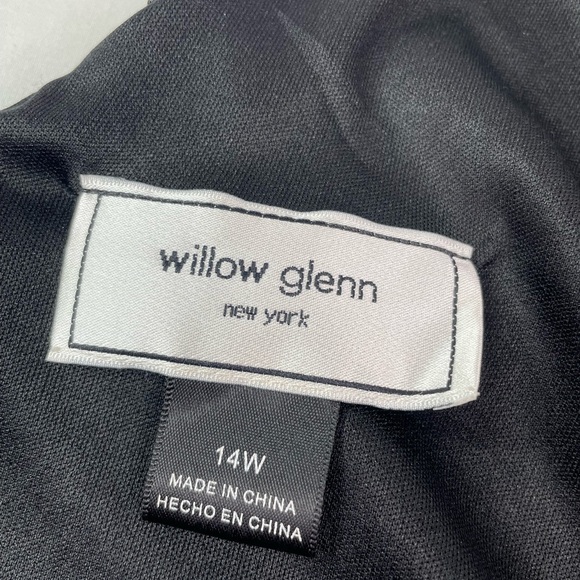 willow glenn
new york
14W
MADE IN CHINA
HECHO EN CHINA